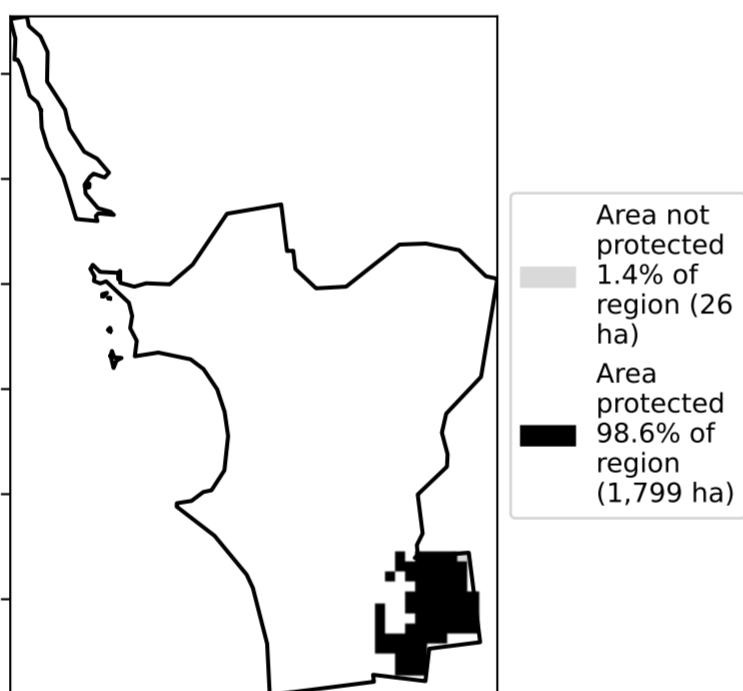 Area not
protected
1.4% of
region (26
ha)
Area
protected
98.6% of
region
(1,799 ha)